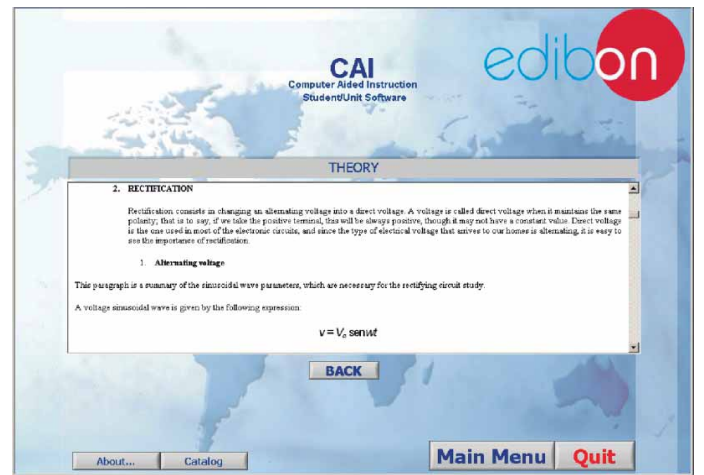 edibon
CAI
Computer Aided Instruction
Student/Unit Software
THEORY
2. RECTIFICATION
Rectification consists in changing an alternating voltage into a direct voltage. A voltage is called direct voltage when it maintains the same
polarity; that is to say, if we take the positive terminal, this will be always positive, though it may not have a constant value. Direct voltage
is the one used in most of the electronic circuits, and since the type of electrical voltage that arrives to our homes is alternating, it is easy to
see the importance of rectification.
1. Alternating voltage
This paragraph is a summary of the sinusoidal wave parameters, which are necessary for the rectifying circuit study.
A voltage sinusoidal wave is given by the following expression:
v = Vₒ senwt
BACK
About... Catalog Main Menu Quit